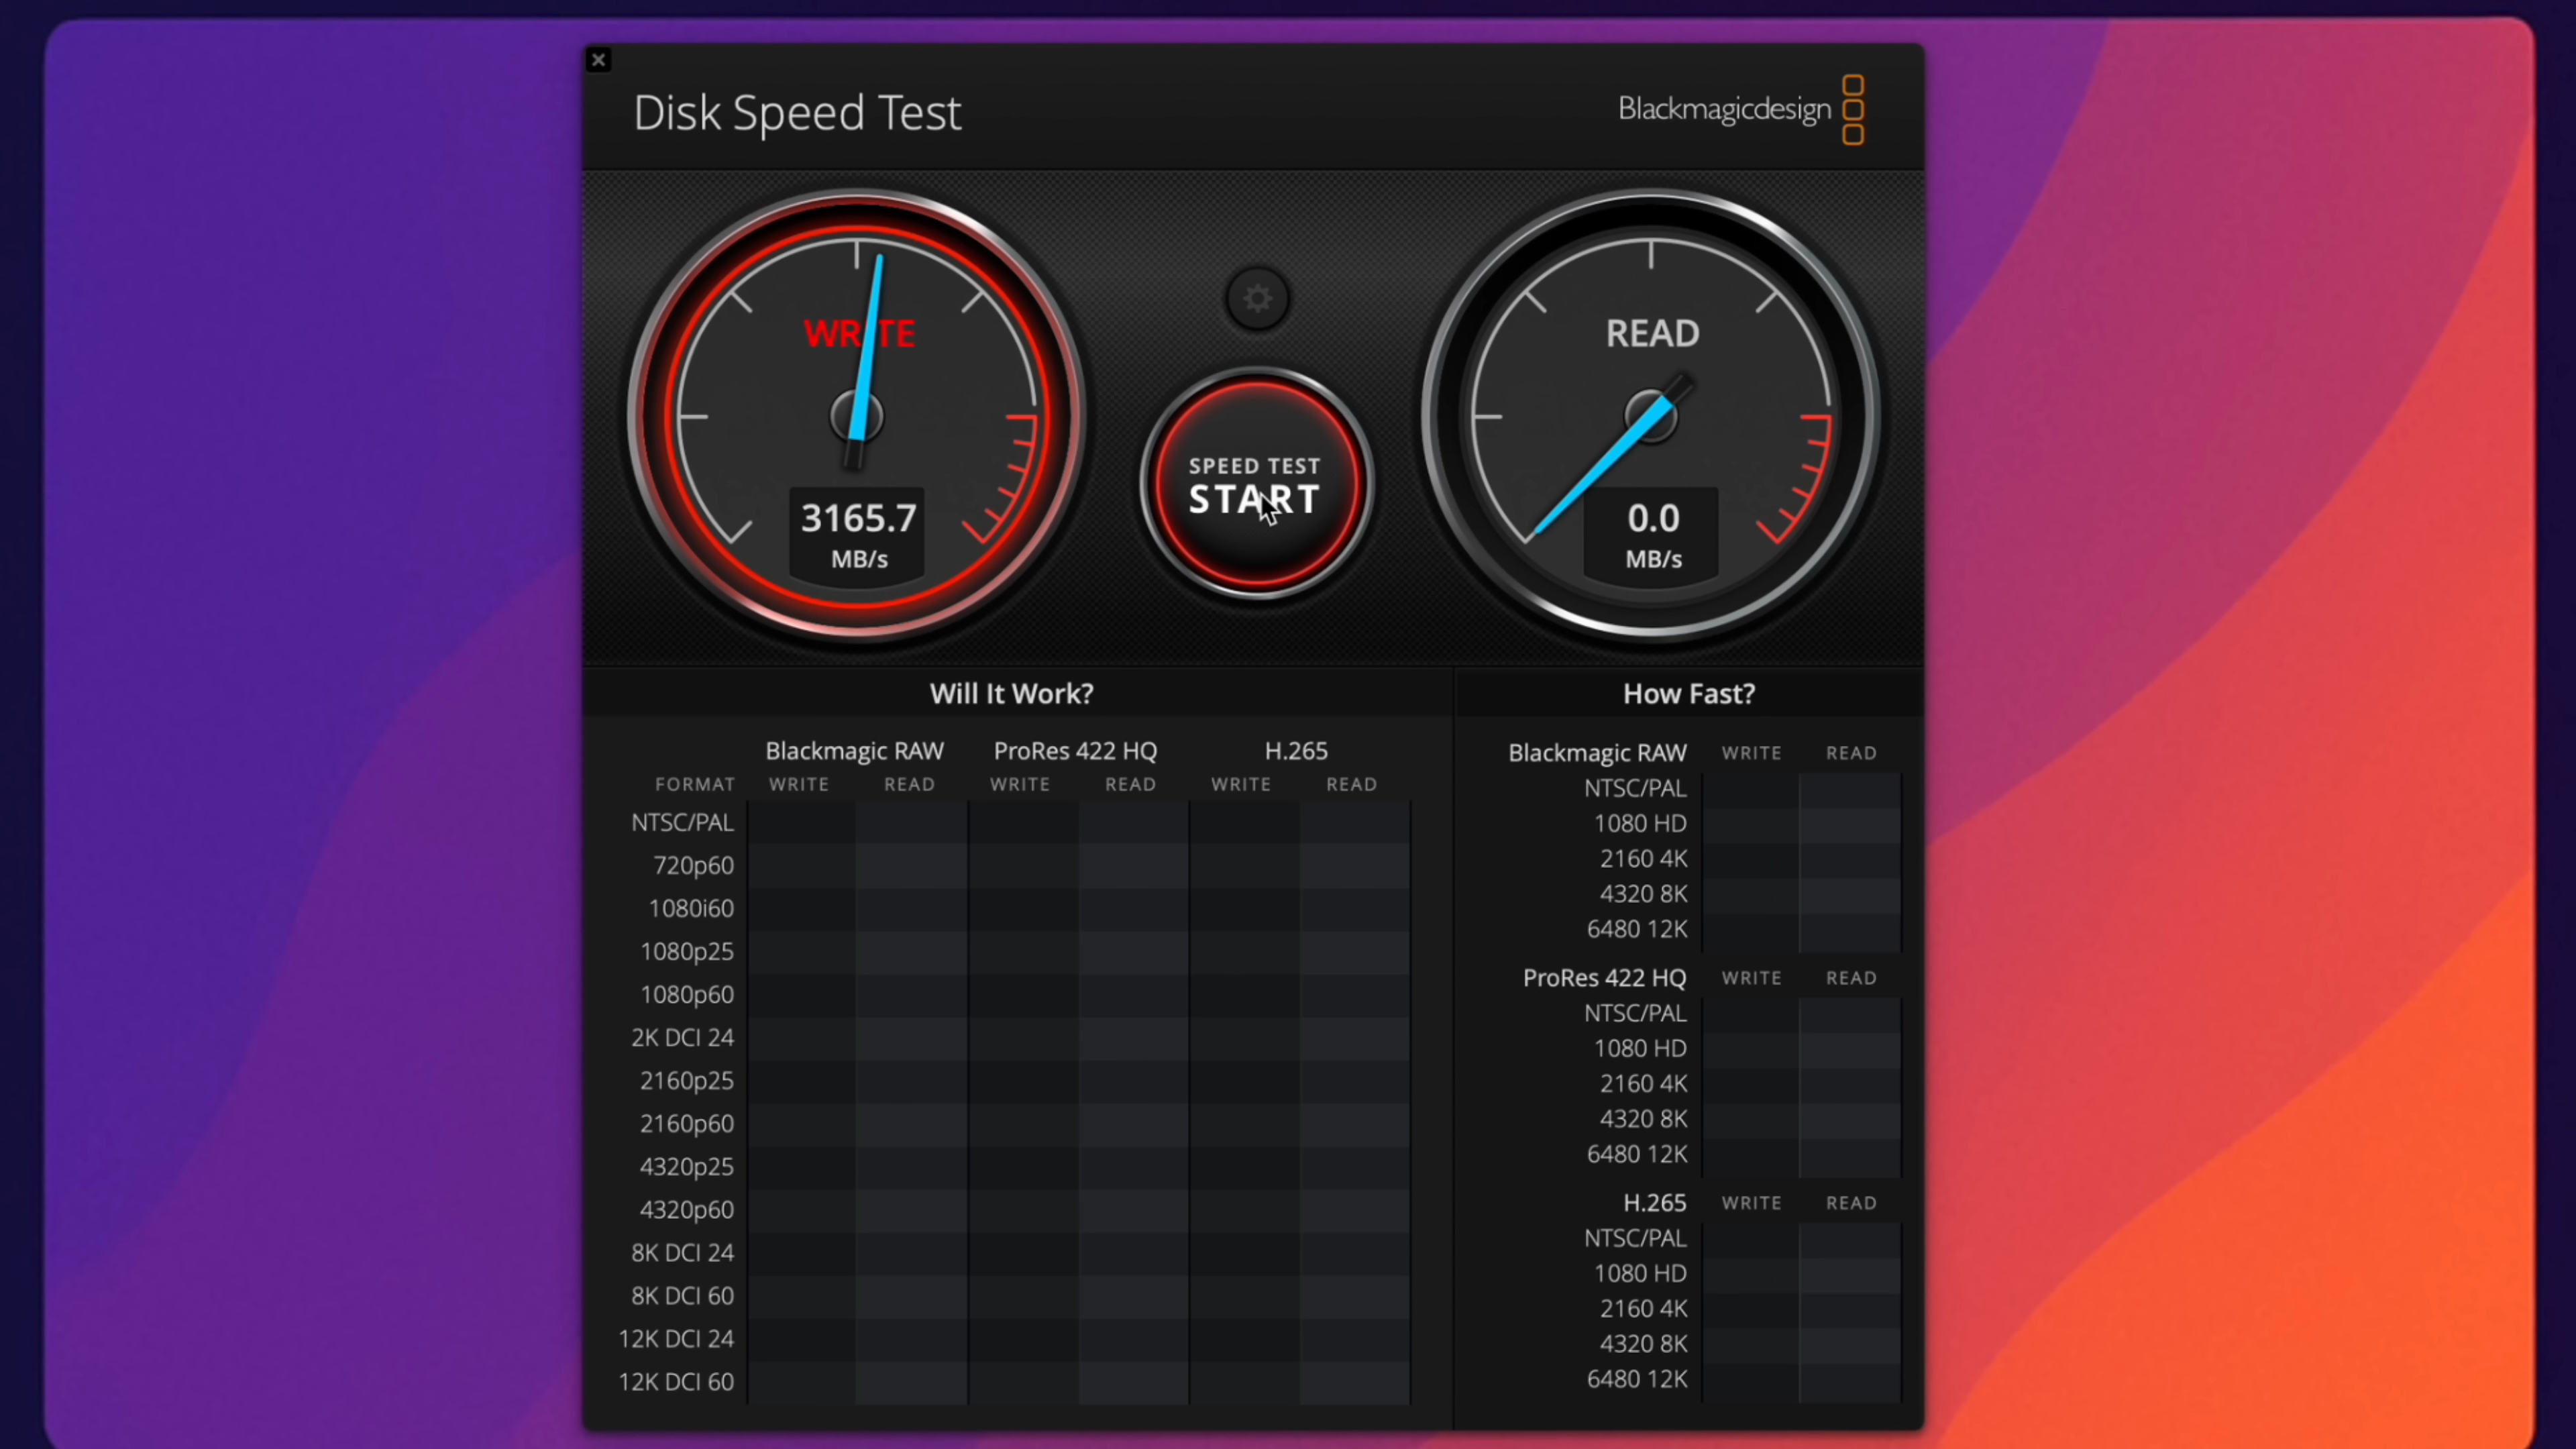 Disk Speed Test
Blackmagicdesign
WRITE
READ
SPEED TEST
START
3165.7
MB/s
0.0
MB/s
Will It Work?
Blackmagic RAW ProRes 422 HQ H.265
FORMAT WRITE READ WRITE READ WRITE READ
NTSC/PAL
720p60
1080i60
1080p25
1080p60
2K DCI 24
2160p25
2160p60
4320p25
4320p60
8K DCI 24
8K DCI 60
12K DCI 24
12K DCI 60
How Fast?
Blackmagic RAW WRITE READ
NTSC/PAL
1080 HD
2160 4K
4320 8K
6480 12K
ProRes 422 HQ WRITE READ
NTSC/PAL
1080 HD
2160 4K
4320 8K
6480 12K
H.265 WRITE READ
NTSC/PAL
1080 HD
2160 4K
4320 8K
6480 12K